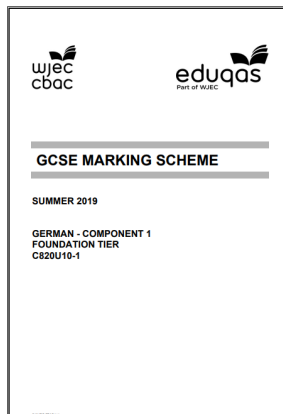 wjec
cbac
eduqas
Part of WJEC
GCSE MARKING SCHEME
SUMMER 2019
GERMAN - COMPONENT 1
FOUNDATION TIER
C820U10-1